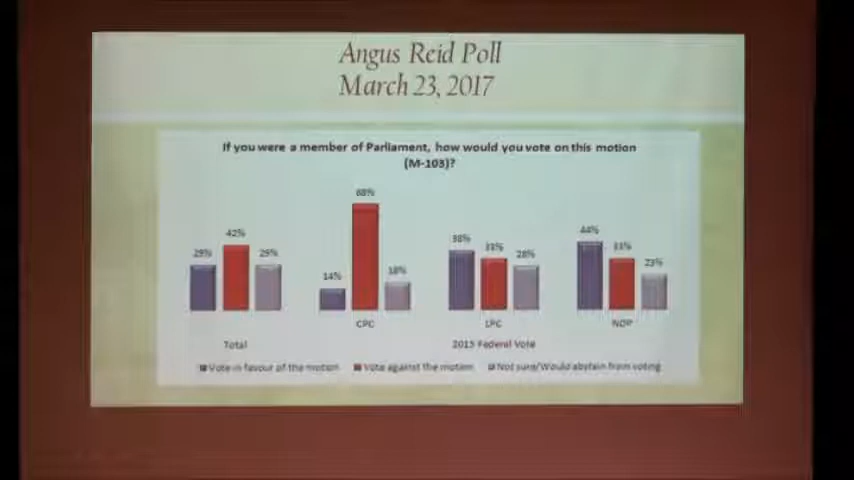 Angus Reid Poll
March 23, 2017
If you were a member of Parliament, how would you vote on this motion
(M-103)?
29% 42% 29%
14% 68% 18%
38% 33% 28%
44% 33% 23%
CPC LPC NDP
Total 2015 Federal Vote
Vote in favour of the motion Vote against the motion Not sure/Would abstain from voting